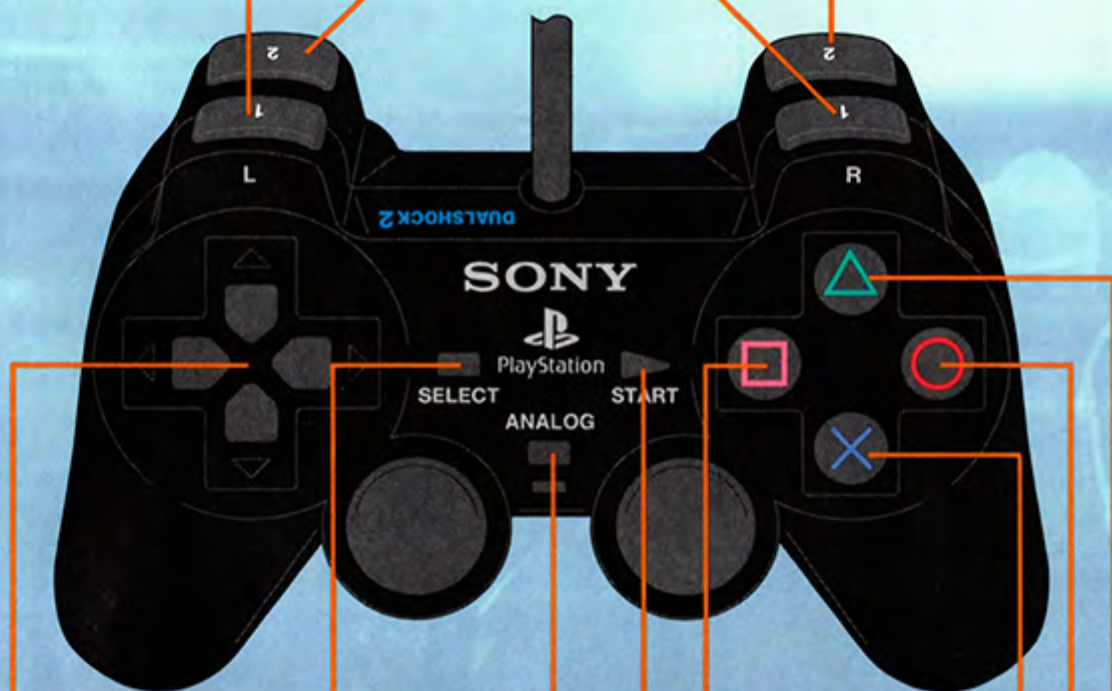 2 2
1 1
L R
DUALSHOCK 2
SONY
PlayStation
SELECT START
ANALOG